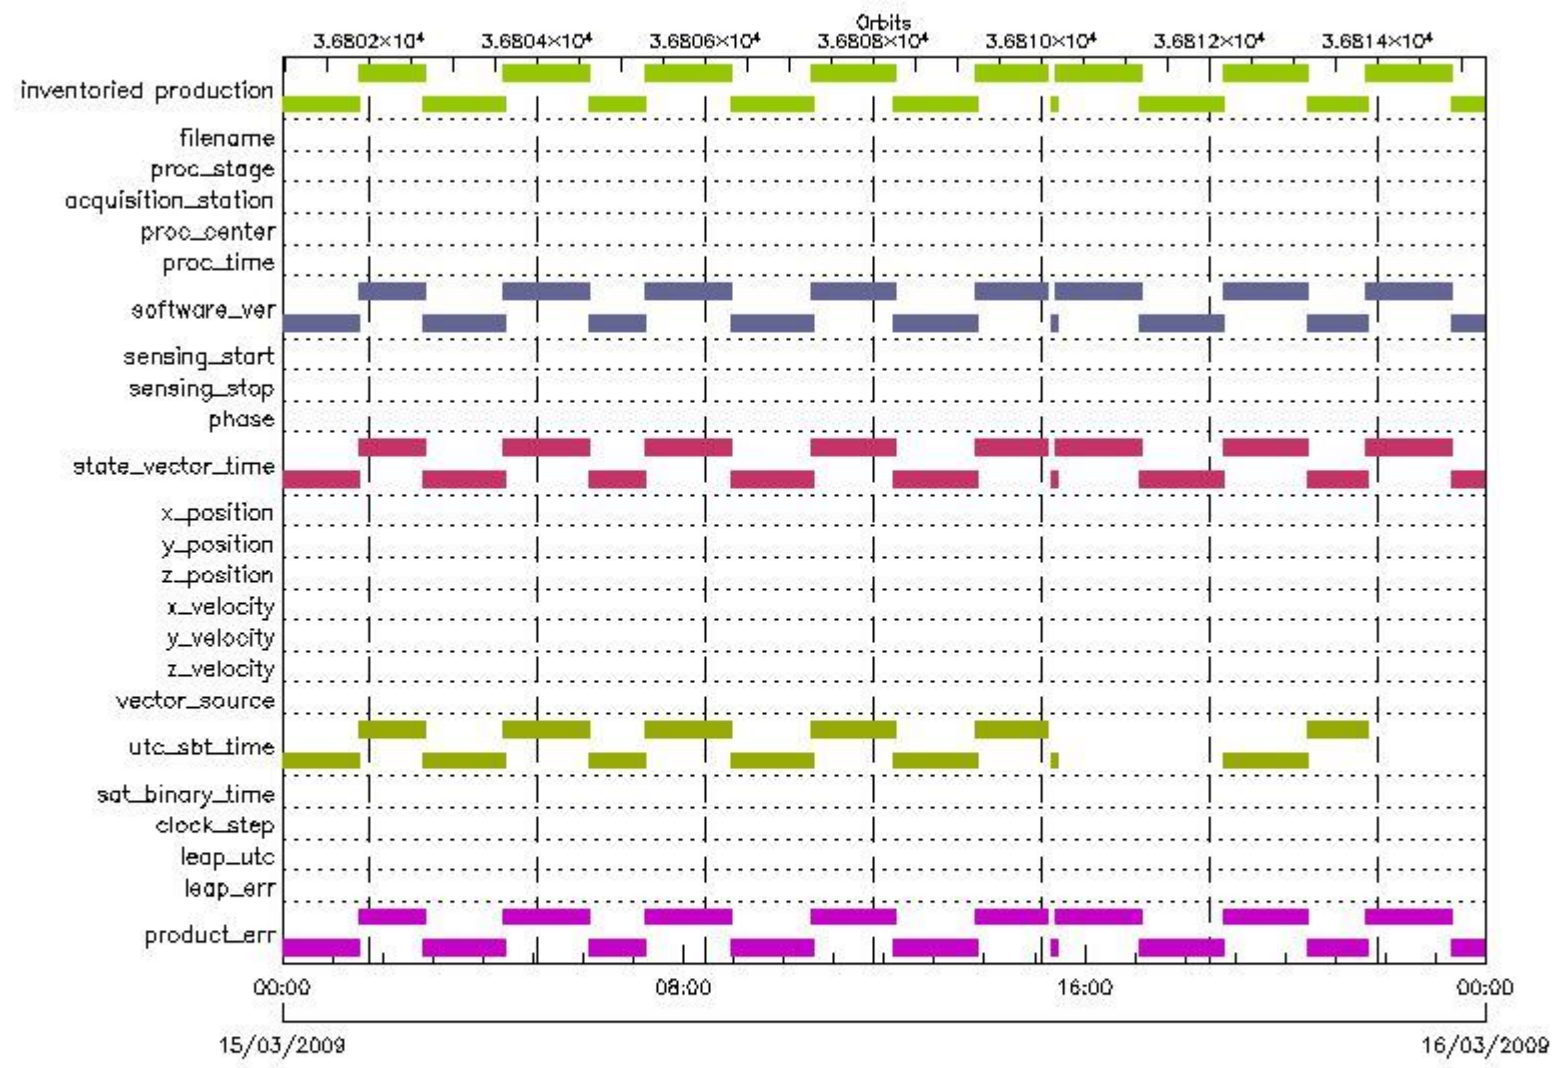 Orbits
3.6802×10⁴ 3.6804×10⁴ 3.6806×10⁴ 3.6808×10⁴ 3.6810×10⁴ 3.6812×10⁴ 3.6814×10⁴
inventoried production
filename
proc_stage
acquisition_station
proc_center
proc_time
software_ver
sensing_start
sensing_stop
phase
state_vector_time
x_position
y_position
z_position
x_velocity
y_velocity
z_velocity
vector_source
utc_sbt_time
sat_binary_time
clock_step
leap_utc
leap_err
product_err
00:00 08:00 16:00 00:00
15/03/2009 16/03/2009